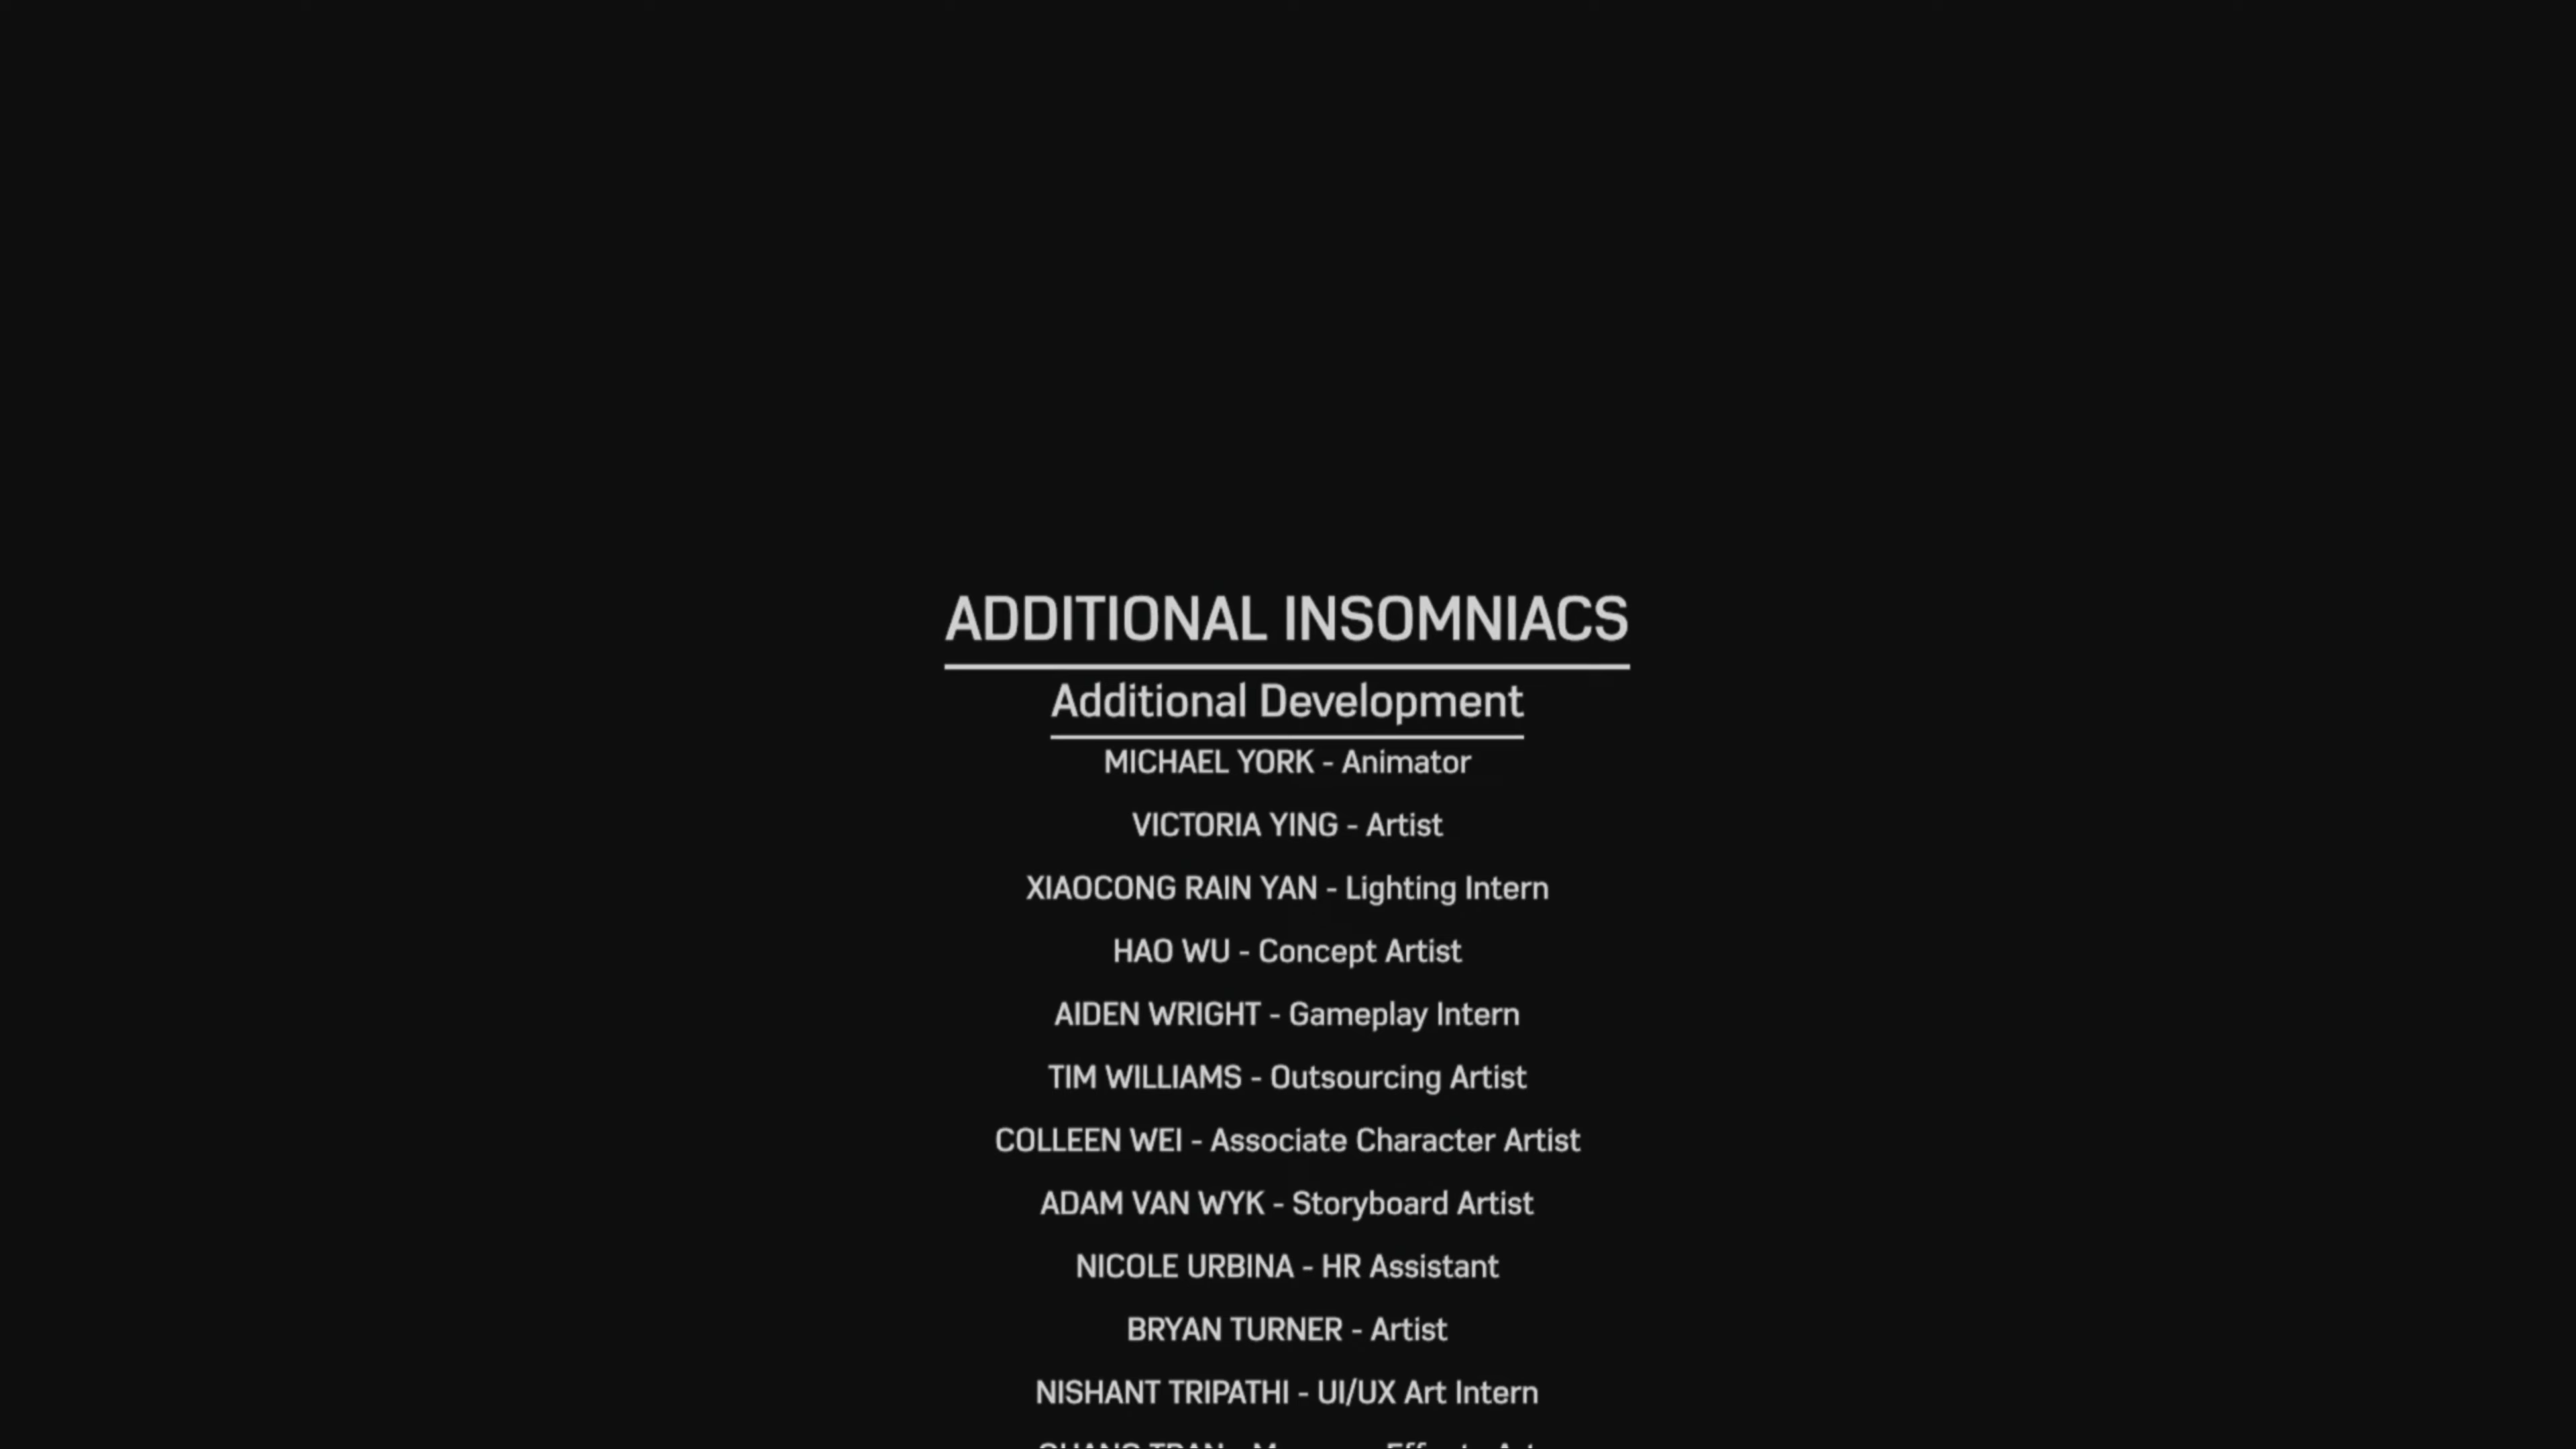 ADDITIONAL INSOMNIACS
Additional Development
MICHAEL YORK - Animator
VICTORIA YING - Artist
XIAOCONG RAIN YAN - Lighting Intern
HAO WU - Concept Artist
AIDEN WRIGHT - Gameplay Intern
TIM WILLIAMS - Outsourcing Artist
COLLEEN WEI - Associate Character Artist
ADAM VAN WYK - Storyboard Artist
NICOLE URBINA - HR Assistant
BRYAN TURNER - Artist
NISHANT TRIPATHI - UI/UX Art Intern